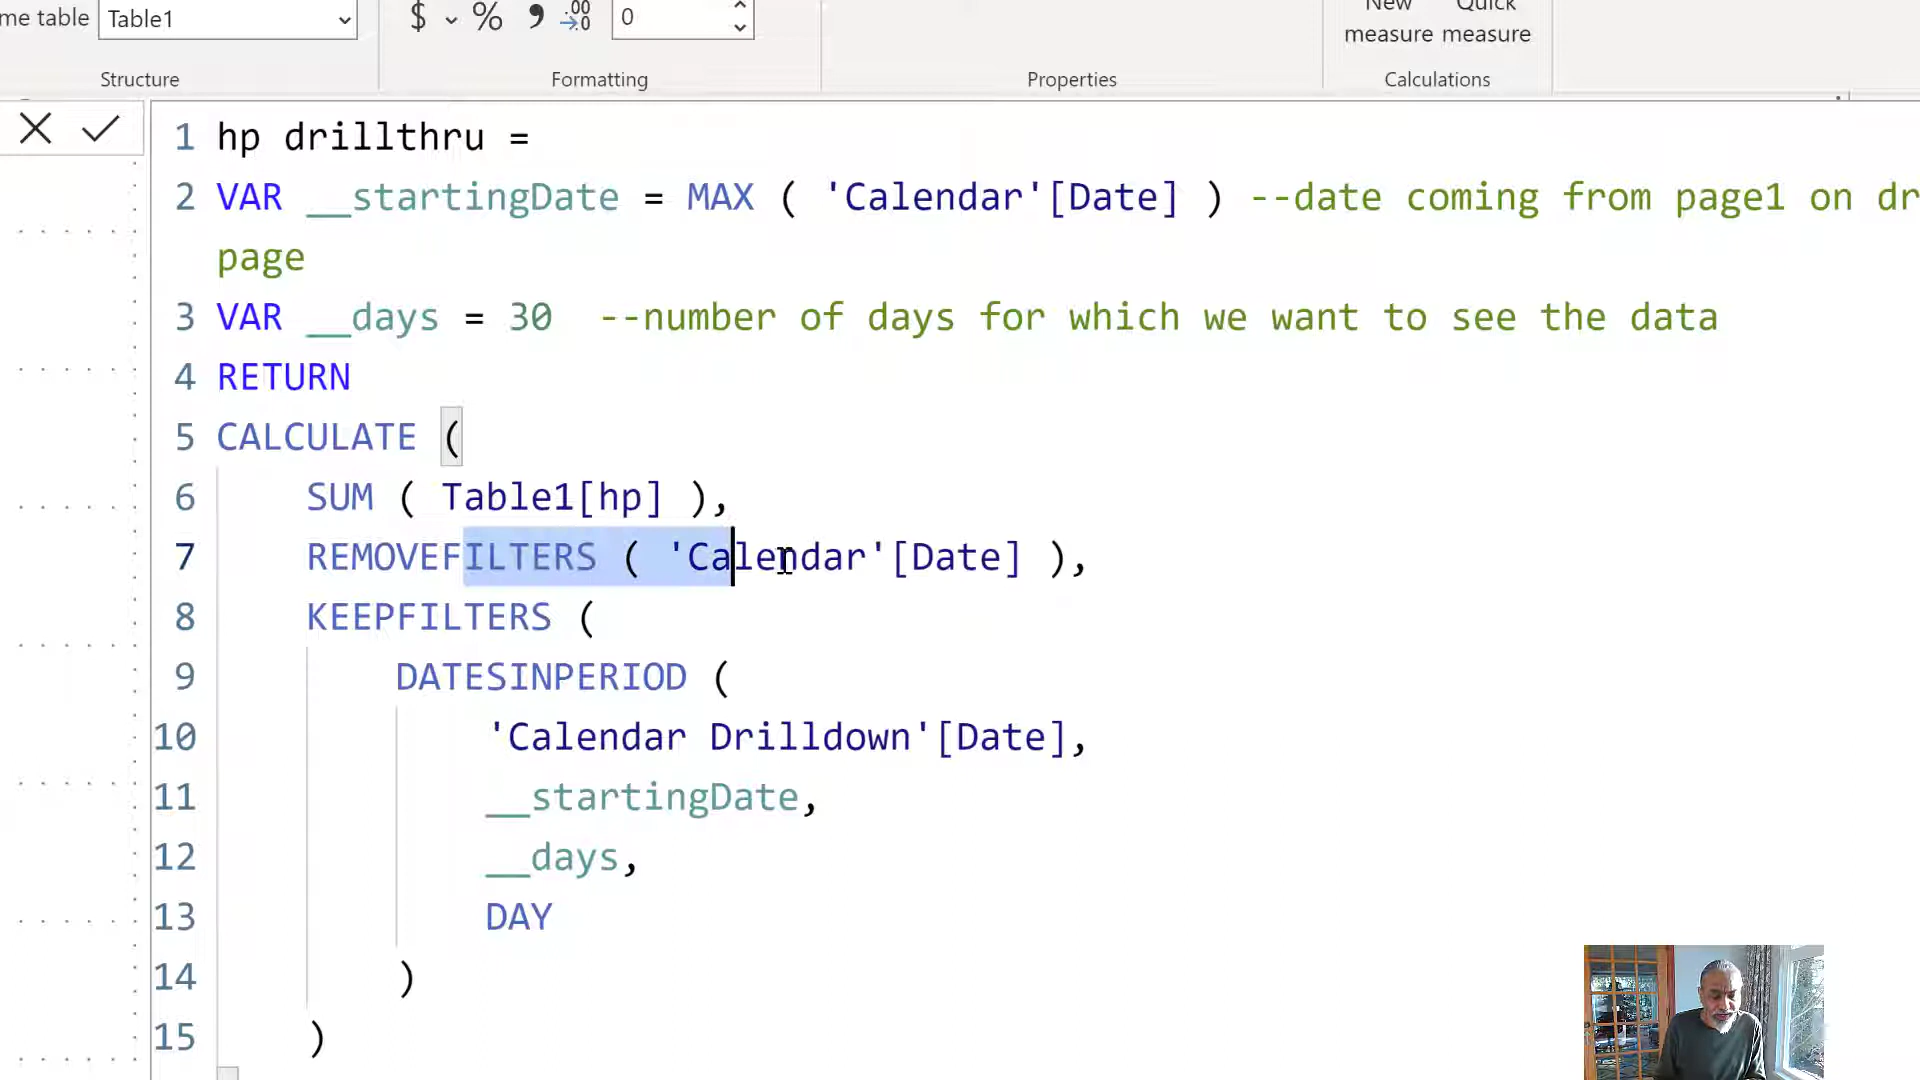 me table Table1
$ % , .00 →.0 0
New Quick
measure measure
Structure Formatting Properties Calculations
1 hp drillthru =
2 VAR __startingDate = MAX ( 'Calendar'[Date] ) --date coming from page1 on dr
page
3 VAR __days = 30 --number of days for which we want to see the data
4 RETURN
5 CALCULATE (
6 SUM ( Table1[hp] ),
7 REMOVEFILTERS ( 'Calendar'[Date] ),
8 KEEPFILTERS (
9 DATESINPERIOD (
10 'Calendar Drilldown'[Date],
11 __startingDate,
12 __days,
13 DAY
14 )
15 )